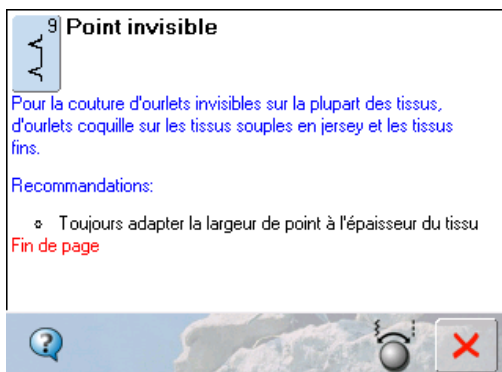 9 Point invisible
Pour la couture d'ourlets invisibles sur la plupart des tissus,
d'ourlets coquille sur les tissus souples en jersey et les tissus
fins.
Recommandations:
Toujours adapter la largeur de point à l'épaisseur du tissu
Fin de page
?